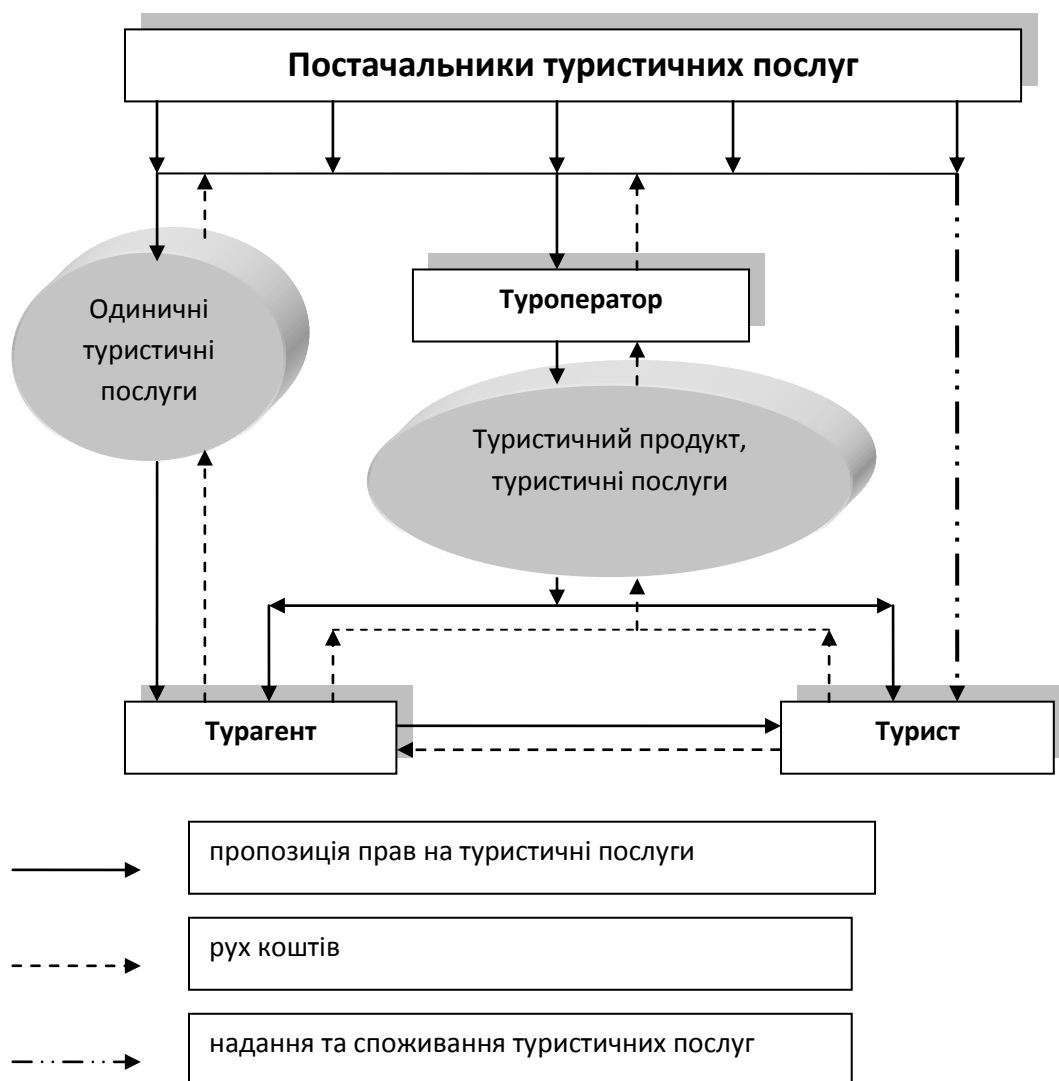 Постачальники туристичних послуг
Одиничні
туристичні
послуги
Туроператор
Туристичний продукт,
туристичні послуги
Турагент
Турист
пропозиція прав на туристичні послуги
рух коштів
надання та споживання туристичних послуг